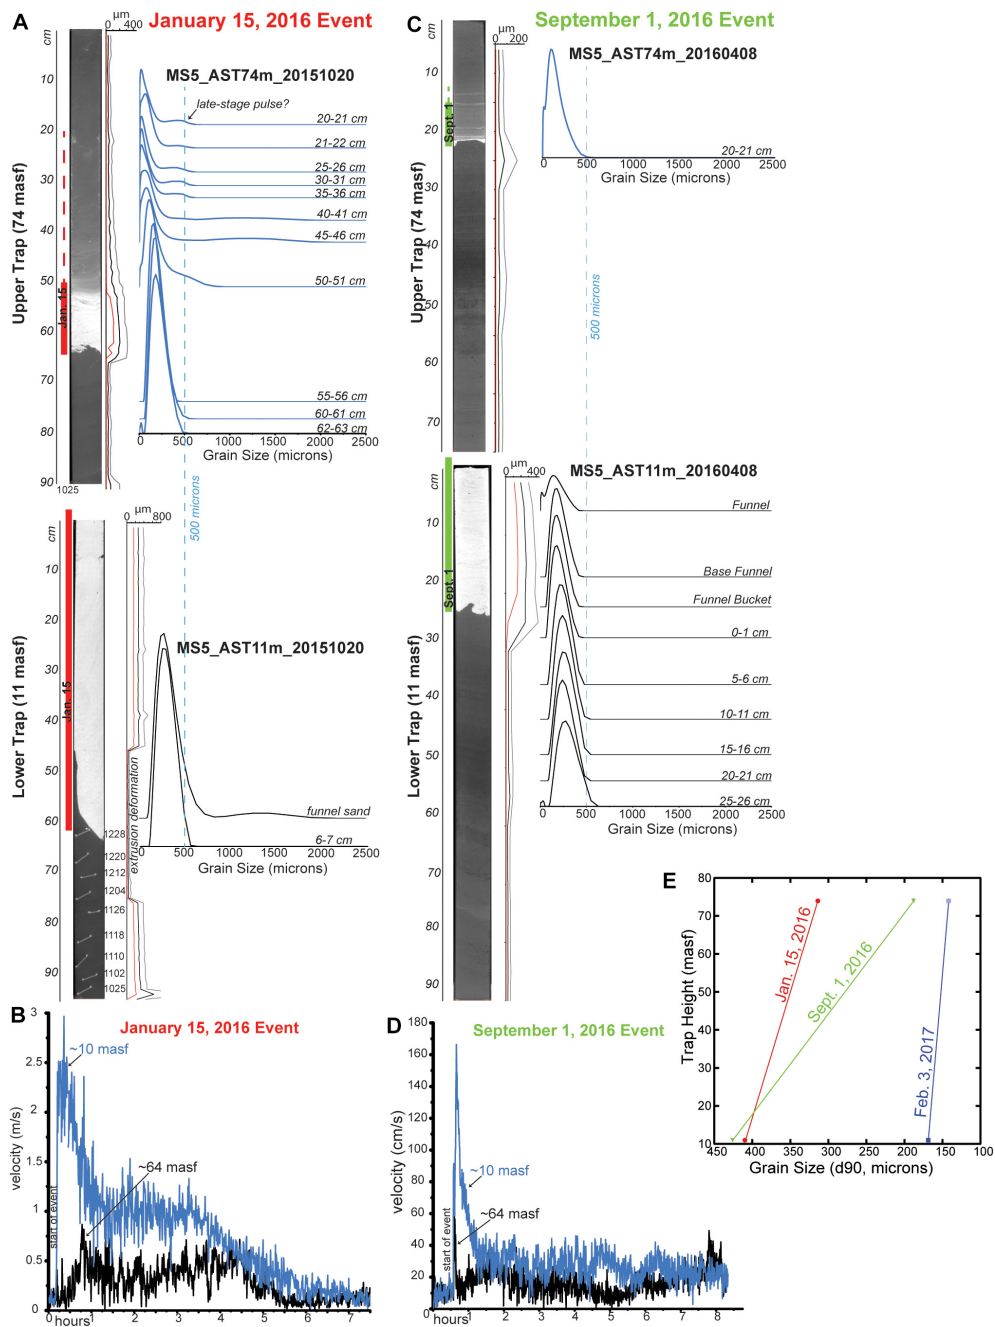 A
January 15, 2016 Event
cm
µm
0 400
10
20
30
40
50
60
70
80
90
1025
Upper Trap (74 masf)
Jan. 15
MS5_AST74m_20151020
late-stage pulse?
20-21 cm
21-22 cm
25-26 cm
30-31 cm
35-36 cm
40-41 cm
45-46 cm
50-51 cm
55-56 cm
60-61 cm
62-63 cm
0 500 1000 1500 2000 2500
Grain Size (microns)
500 microns
cm
µm
0 800
10
20
30
40
50
60
70
80
90
Lower Trap (11 masf)
Jan. 15
MS5_AST11m_20151020
extrusion deformation
1228
1220
1212
1204
1126
1118
1110
1102
1025
funnel sand
6-7 cm
0 500 1000 1500 2000 2500
Grain Size (microns)
C
September 1, 2016 Event
cm
µm
0 200
10
20
30
40
50
60
70
Upper Trap (74 masf)
Sept. 1
MS5_AST74m_20160408
20-21 cm
0 500 1000 1500 2000 2500
Grain Size (microns)
500 microns
cm
µm
0 400
10
20
30
40
50
60
70
80
90
Lower Trap (11 masf)
Sept. 1
MS5_AST11m_20160408
Funnel
Base Funnel
Funnel Bucket
0-1 cm
5-6 cm
10-11 cm
15-16 cm
20-21 cm
25-26 cm
0 500 1000 1500 2000 2500
Grain Size (microns)
B
January 15, 2016 Event
3
2.5
2
1.5
1
0.5
0
velocity (m/s)
~10 masf
~64 masf
start of event
hours 1 2 3 4 5 6 7
D
September 1, 2016 Event
180
160
140
120
100
80
60
40
20
0
velocity (cm/s)
~10 masf
~64 masf
start of event
hours 1 2 3 4 5 6 7 8
E
80
70
60
50
40
30
20
10
Trap Height (masf)
Jan. 15, 2016
Sept. 1, 2016
Feb. 3, 2017
450 400 350 300 250 200 150 100
Grain Size (d90, microns)